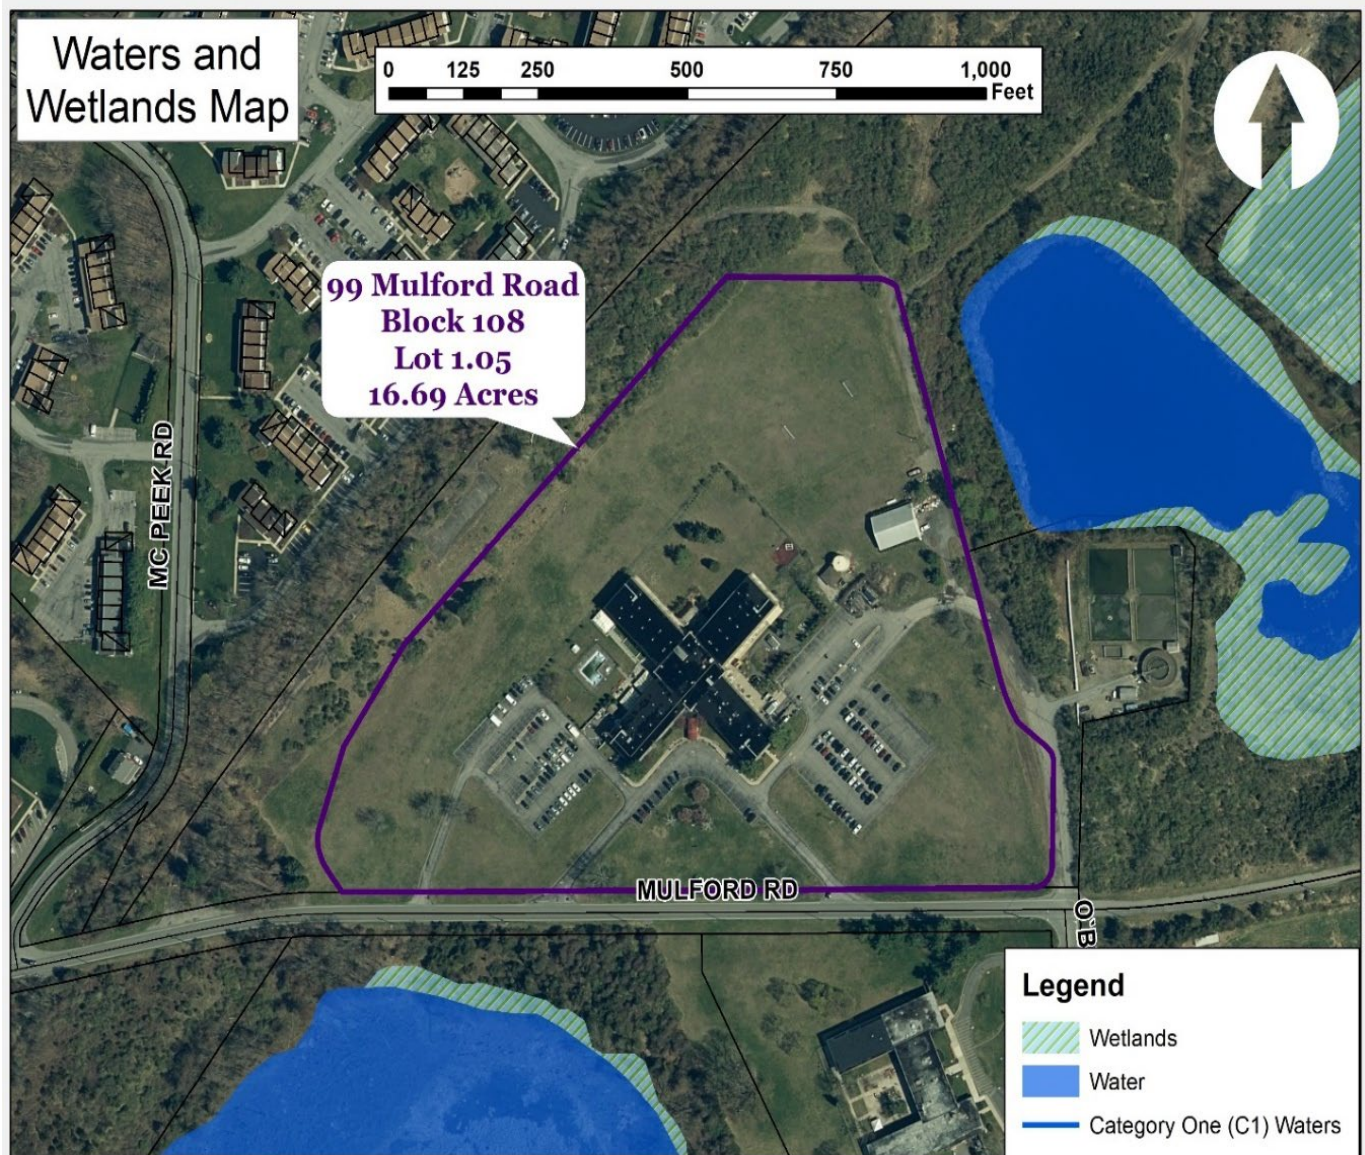 Waters and
Wetlands Map
0 125 250 500 750 1,000
Feet
99 Mulford Road
Block 108
Lot 1.05
16.69 Acres
MC PEEK RD
MULFORD RD
O'B
Legend
Wetlands
Water
Category One (C1) Waters